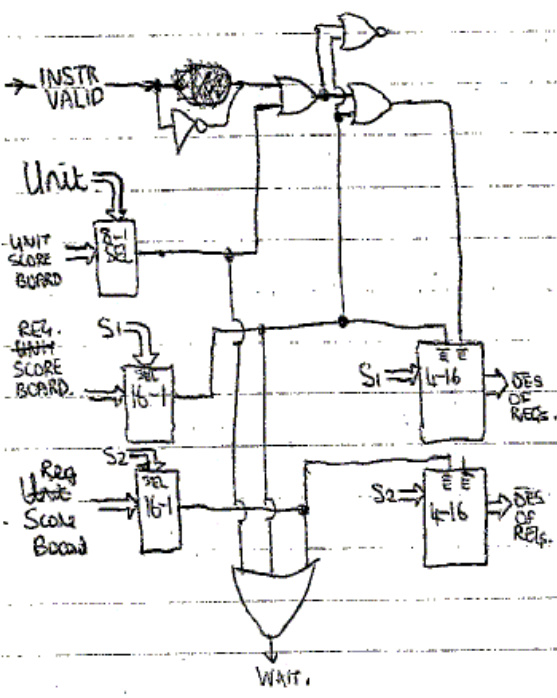 INSTR
VALID
Unit
8-1
SEL
UNIT
SCORE
BOARD
REG.
UNIT
SCORE
BOARD.
S1
SEL
16-1
S1
E E
4-16
DES
OF
REGS.
S2
Reg
Unit
Score
Board
SEL
16-1
S2
E E
4-16
DES
OF
REGS.
WAIT.